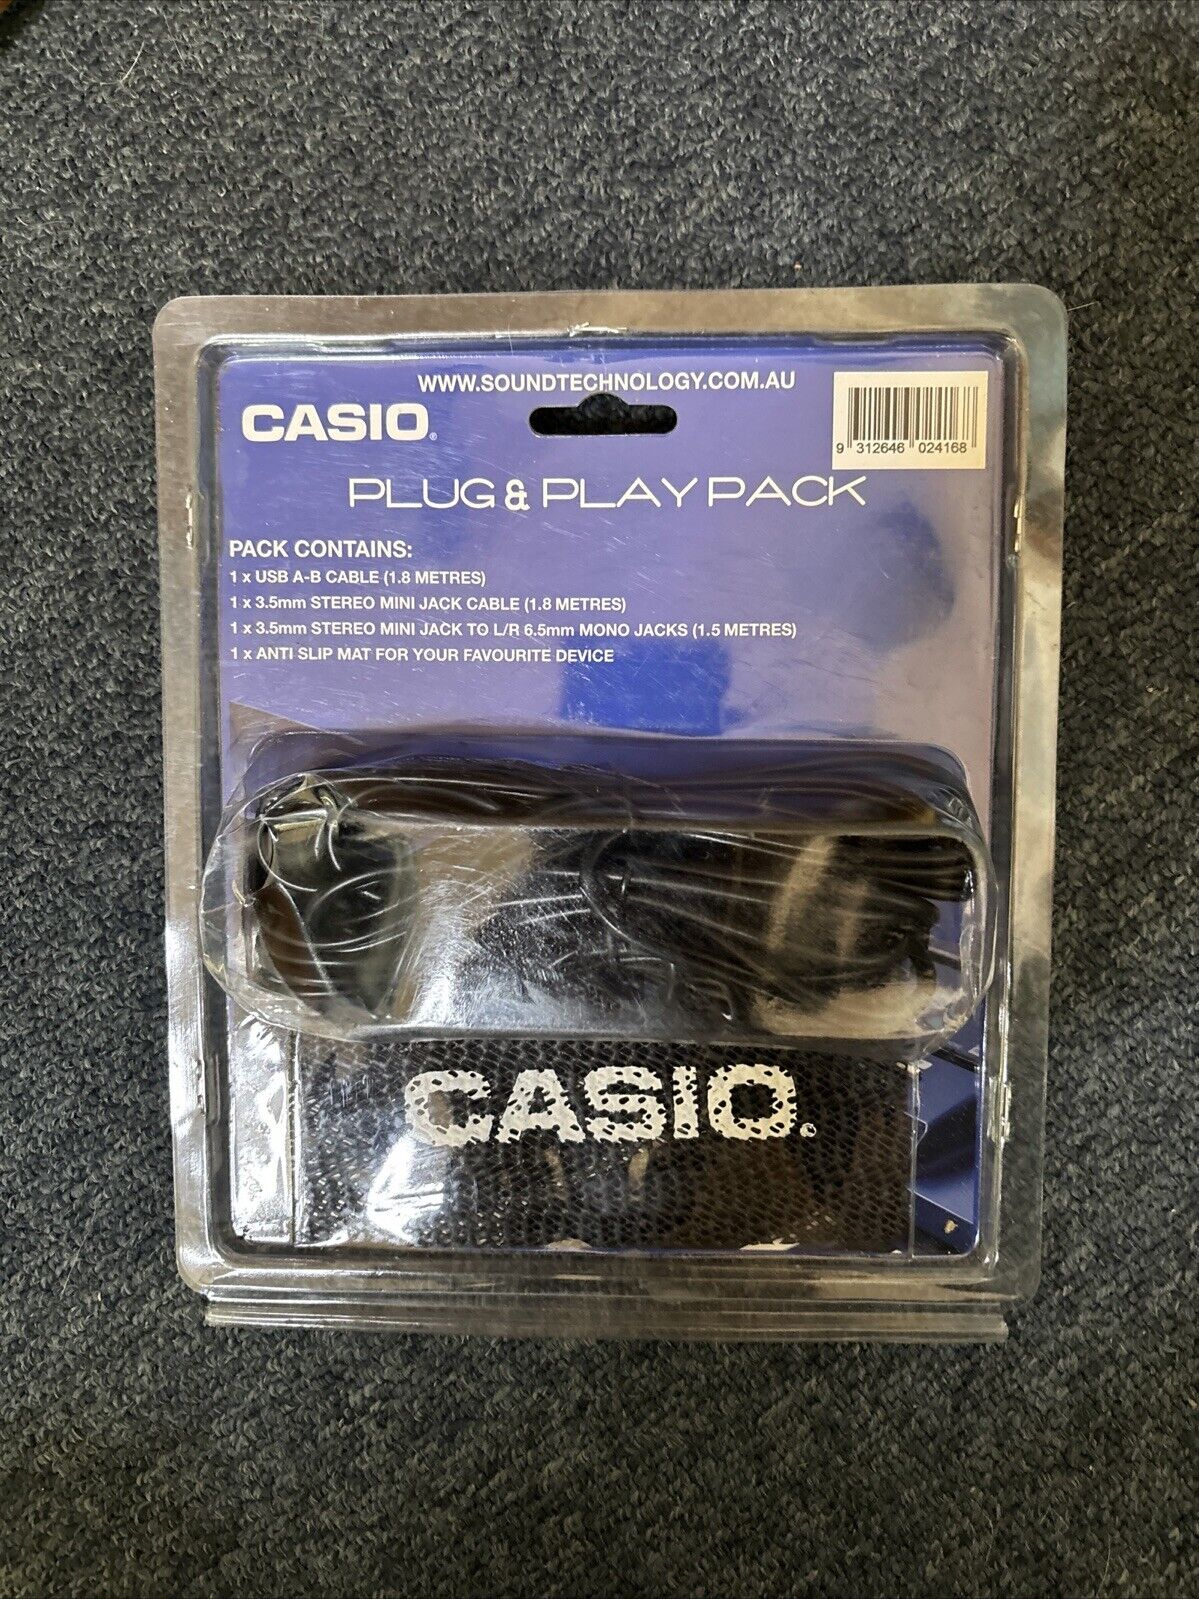 WWW.SOUNDTECHNOLOGY.COM.AU
CASIO®
9 312646 024168
PLUG & PLAY PACK
PACK CONTAINS:
1 x USB A-B CABLE (1.8 METRES)
1 x 3.5mm STEREO MINI JACK CABLE (1.8 METRES)
1 x 3.5mm STEREO MINI JACK TO L/R 6.5mm MONO JACKS (1.5 METRES)
1 x ANTI SLIP MAT FOR YOUR FAVOURITE DEVICE
CASIO®